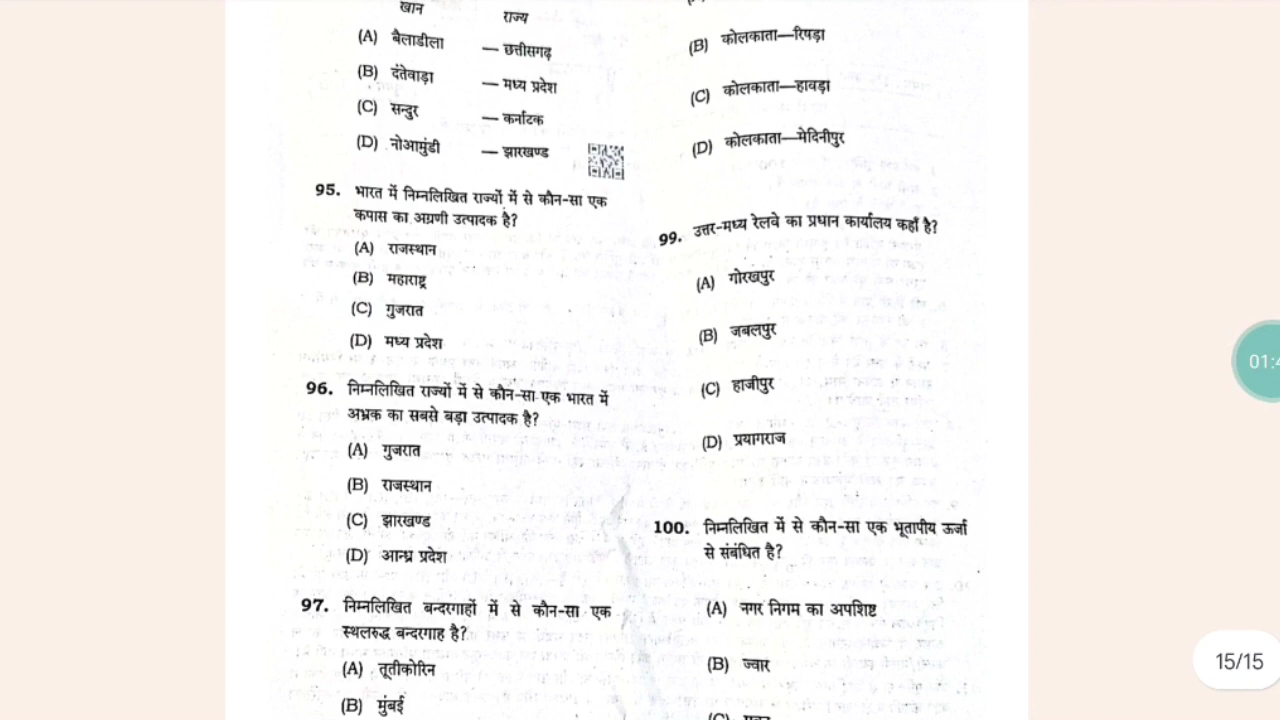 खान राज्य
(A) बैलाडीला — छत्तीसगढ़
(B) दंतेवाड़ा — मध्य प्रदेश
(C) सन्दुर — कर्नाटक
(D) नोआमुंडी — झारखण्ड
95. भारत में निम्नलिखित राज्यों में से कौन-सा एक
कपास का अग्रणी उत्पादक है?
(A) राजस्थान
(B) महाराष्ट्र
(C) गुजरात
(D) मध्य प्रदेश
96. निम्नलिखित राज्यों में से कौन-सा एक भारत में
अभ्रक का सबसे बड़ा उत्पादक है?
(A) गुजरात
(B) राजस्थान
(C) झारखण्ड
(D) आन्ध्र प्रदेश
97. निम्नलिखित बन्दरगाहों में से कौन-सा एक
स्थलरुद्ध बन्दरगाह है?
(A) तूतीकोरिन
(B) मुंबई
(B) कोलकाता—रिषड़ा
(C) कोलकाता—हावड़ा
(D) कोलकाता—मेदिनीपुर
99. उत्तर-मध्य रेलवे का प्रधान कार्यालय कहाँ है?
(A) गोरखपुर
(B) जबलपुर
(C) हाजीपुर
(D) प्रयागराज
100. निम्नलिखित में से कौन-सा एक भूतापीय ऊर्जा
से संबंधित है?
(A) नगर निगम का अपशिष्ट
(B) ज्वार
(C)
15/15